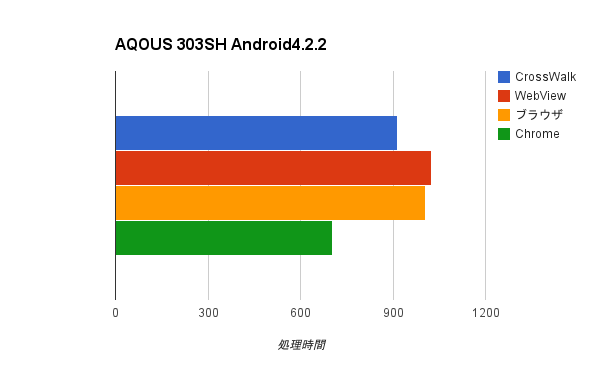 AQOUS 303SH Android4.2.2
CrossWalk
WebView
ブラウザ
Chrome
0 300 600 900 1200
処理時間